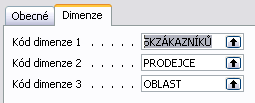 Obecné Dimenze
Kód dimenze 1 . . . . . SKZÁKAZNÍKŮ
Kód dimenze 2 . . . . . PRODEJCE
Kód dimenze 3 . . . . . OBLAST